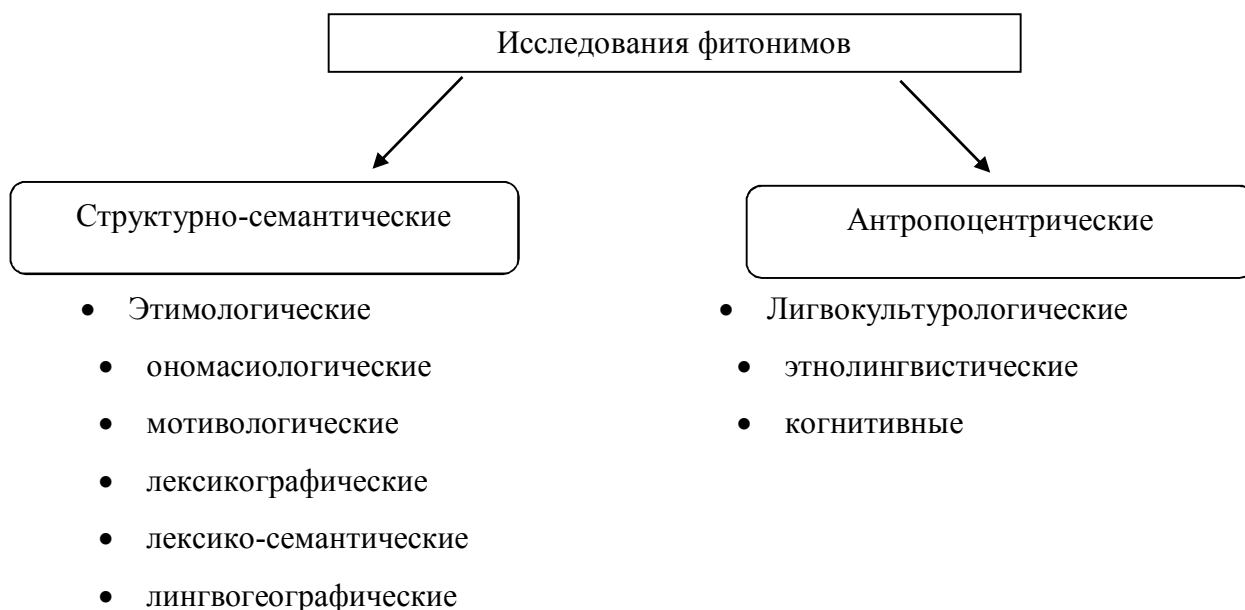 Исследования фитонимов
Структурно-семантические
Антропоцентрические
• Этимологические
• ономасиологические
• мотивологические
• лексикографические
• лексико-семантические
• лингвогеографические
• Лигвокультурологические
• этнолингвистические
• когнитивные